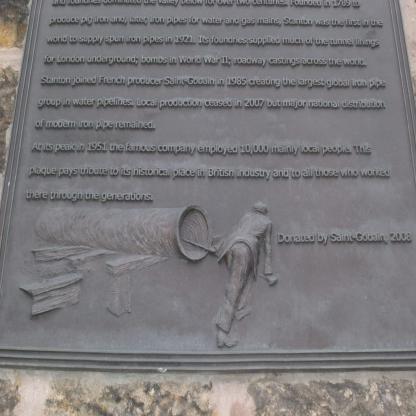 and foundries dominated the valley below for over two centuries. Founded in 1789 to
produce pig iron and, later, iron pipes for water and gas mains, Stanton was the first in the
world to supply spun iron pipes in 1921. Its foundries supplied much of the tunnel linings
for London underground; bombs in World War II; roadway castings across the world.
Stanton joined French producer Saint-Gobain in 1985 creating the largest global iron pipe
group in water pipelines. Local production ceased in 2007 but major national distribution
of modern iron pipe remained.
At its peak in 1951, the famous company employed 10,000 mainly local people. This
plaque pays tribute to its historical place in British industry and to all those who worked
there through the generations.
Donated by Saint-Gobain, 2008